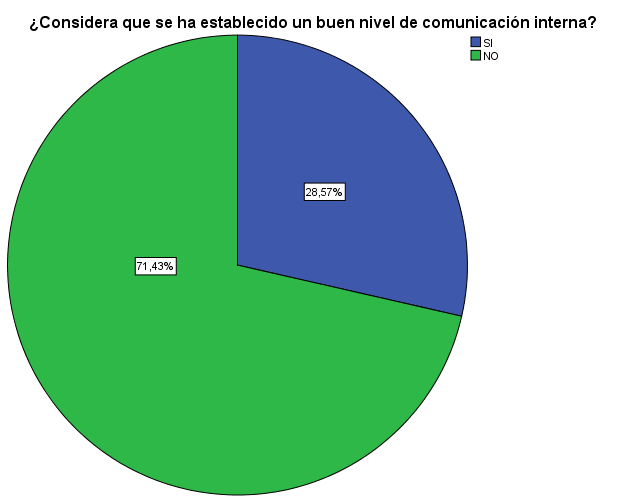 ¿Considera que se ha establecido un buen nivel de comunicación interna?
SI
NO
28,57%
71,43%